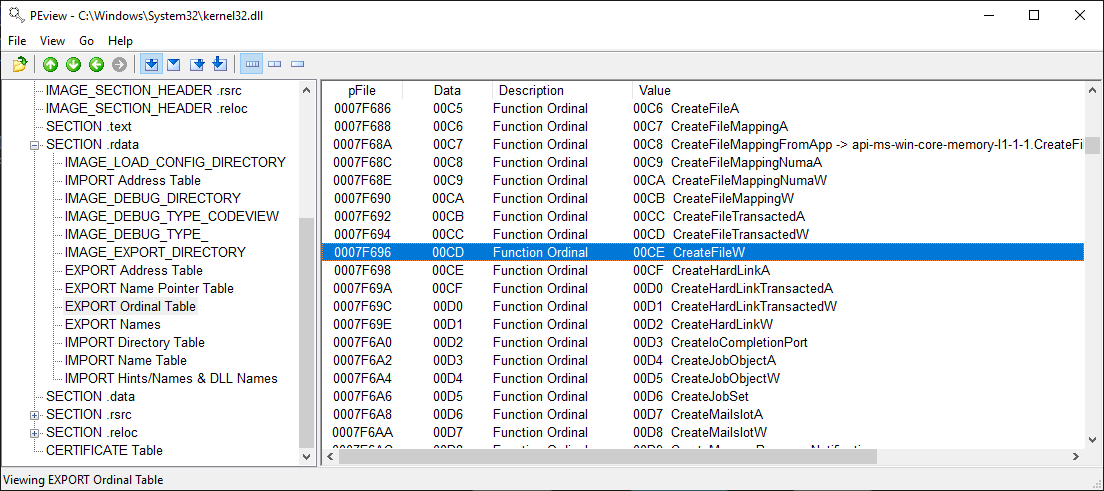 PEview - C:\Windows\System32\kernel32.dll
File View Go Help
IMAGE_SECTION_HEADER .rsrc
IMAGE_SECTION_HEADER .reloc
SECTION .text
SECTION .rdata
IMAGE_LOAD_CONFIG_DIRECTORY
IMPORT Address Table
IMAGE_DEBUG_DIRECTORY
IMAGE_DEBUG_TYPE_CODEVIEW
IMAGE_DEBUG_TYPE_
IMAGE_EXPORT_DIRECTORY
EXPORT Address Table
EXPORT Name Pointer Table
EXPORT Ordinal Table
EXPORT Names
IMPORT Directory Table
IMPORT Name Table
IMPORT Hints/Names & DLL Names
SECTION .data
SECTION .rsrc
SECTION .reloc
CERTIFICATE Table
pFile Data Description Value
0007F686 00C5 Function Ordinal 00C6 CreateFileA
0007F688 00C6 Function Ordinal 00C7 CreateFileMappingA
0007F68A 00C7 Function Ordinal 00C8 CreateFileMappingFromApp -> api-ms-win-core-memory-l1-1-1.CreateFi
0007F68C 00C8 Function Ordinal 00C9 CreateFileMappingNumaA
0007F68E 00C9 Function Ordinal 00CA CreateFileMappingNumaW
0007F690 00CA Function Ordinal 00CB CreateFileMappingW
0007F692 00CB Function Ordinal 00CC CreateFileTransactedA
0007F694 00CC Function Ordinal 00CD CreateFileTransactedW
0007F696 00CD Function Ordinal 00CE CreateFileW
0007F698 00CE Function Ordinal 00CF CreateHardLinkA
0007F69A 00CF Function Ordinal 00D0 CreateHardLinkTransactedA
0007F69C 00D0 Function Ordinal 00D1 CreateHardLinkTransactedW
0007F69E 00D1 Function Ordinal 00D2 CreateHardLinkW
0007F6A0 00D2 Function Ordinal 00D3 CreateIoCompletionPort
0007F6A2 00D3 Function Ordinal 00D4 CreateJobObjectA
0007F6A4 00D4 Function Ordinal 00D5 CreateJobObjectW
0007F6A6 00D5 Function Ordinal 00D6 CreateJobSet
0007F6A8 00D6 Function Ordinal 00D7 CreateMailslotA
0007F6AA 00D7 Function Ordinal 00D8 CreateMailslotW
Viewing EXPORT Ordinal Table